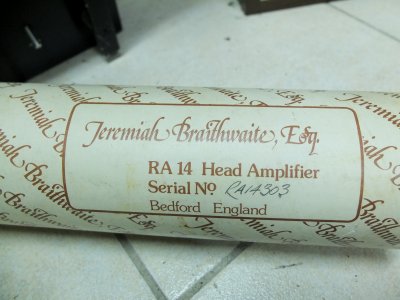 Jeremiah Braithwaite, Esq.
RA 14 Head Amplifier
Serial No RA14303
Bedford England